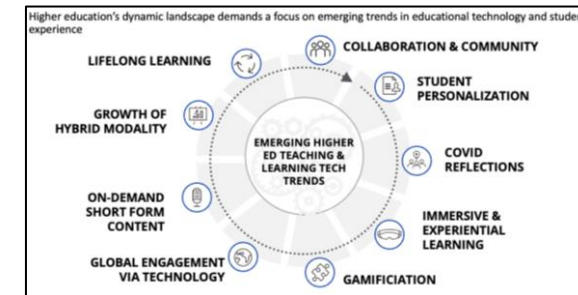 Higher education's dynamic landscape demands a focus on emerging trends in educational technology and studen
experience
COLLABORATION & COMMUNITY
STUDENT
PERSONALIZATION
COVID
REFLECTIONS
IMMERSIVE &
EXPERIENTIAL
LEARNING
GAMIFICIATION
GLOBAL ENGAGEMENT
VIA TECHNOLOGY
ON-DEMAND
SHORT FORM
CONTENT
GROWTH OF
HYBRID MODALITY
LIFELONG LEARNING
EMERGING HIGHER
ED TEACHING &
LEARNING TECH
TRENDS